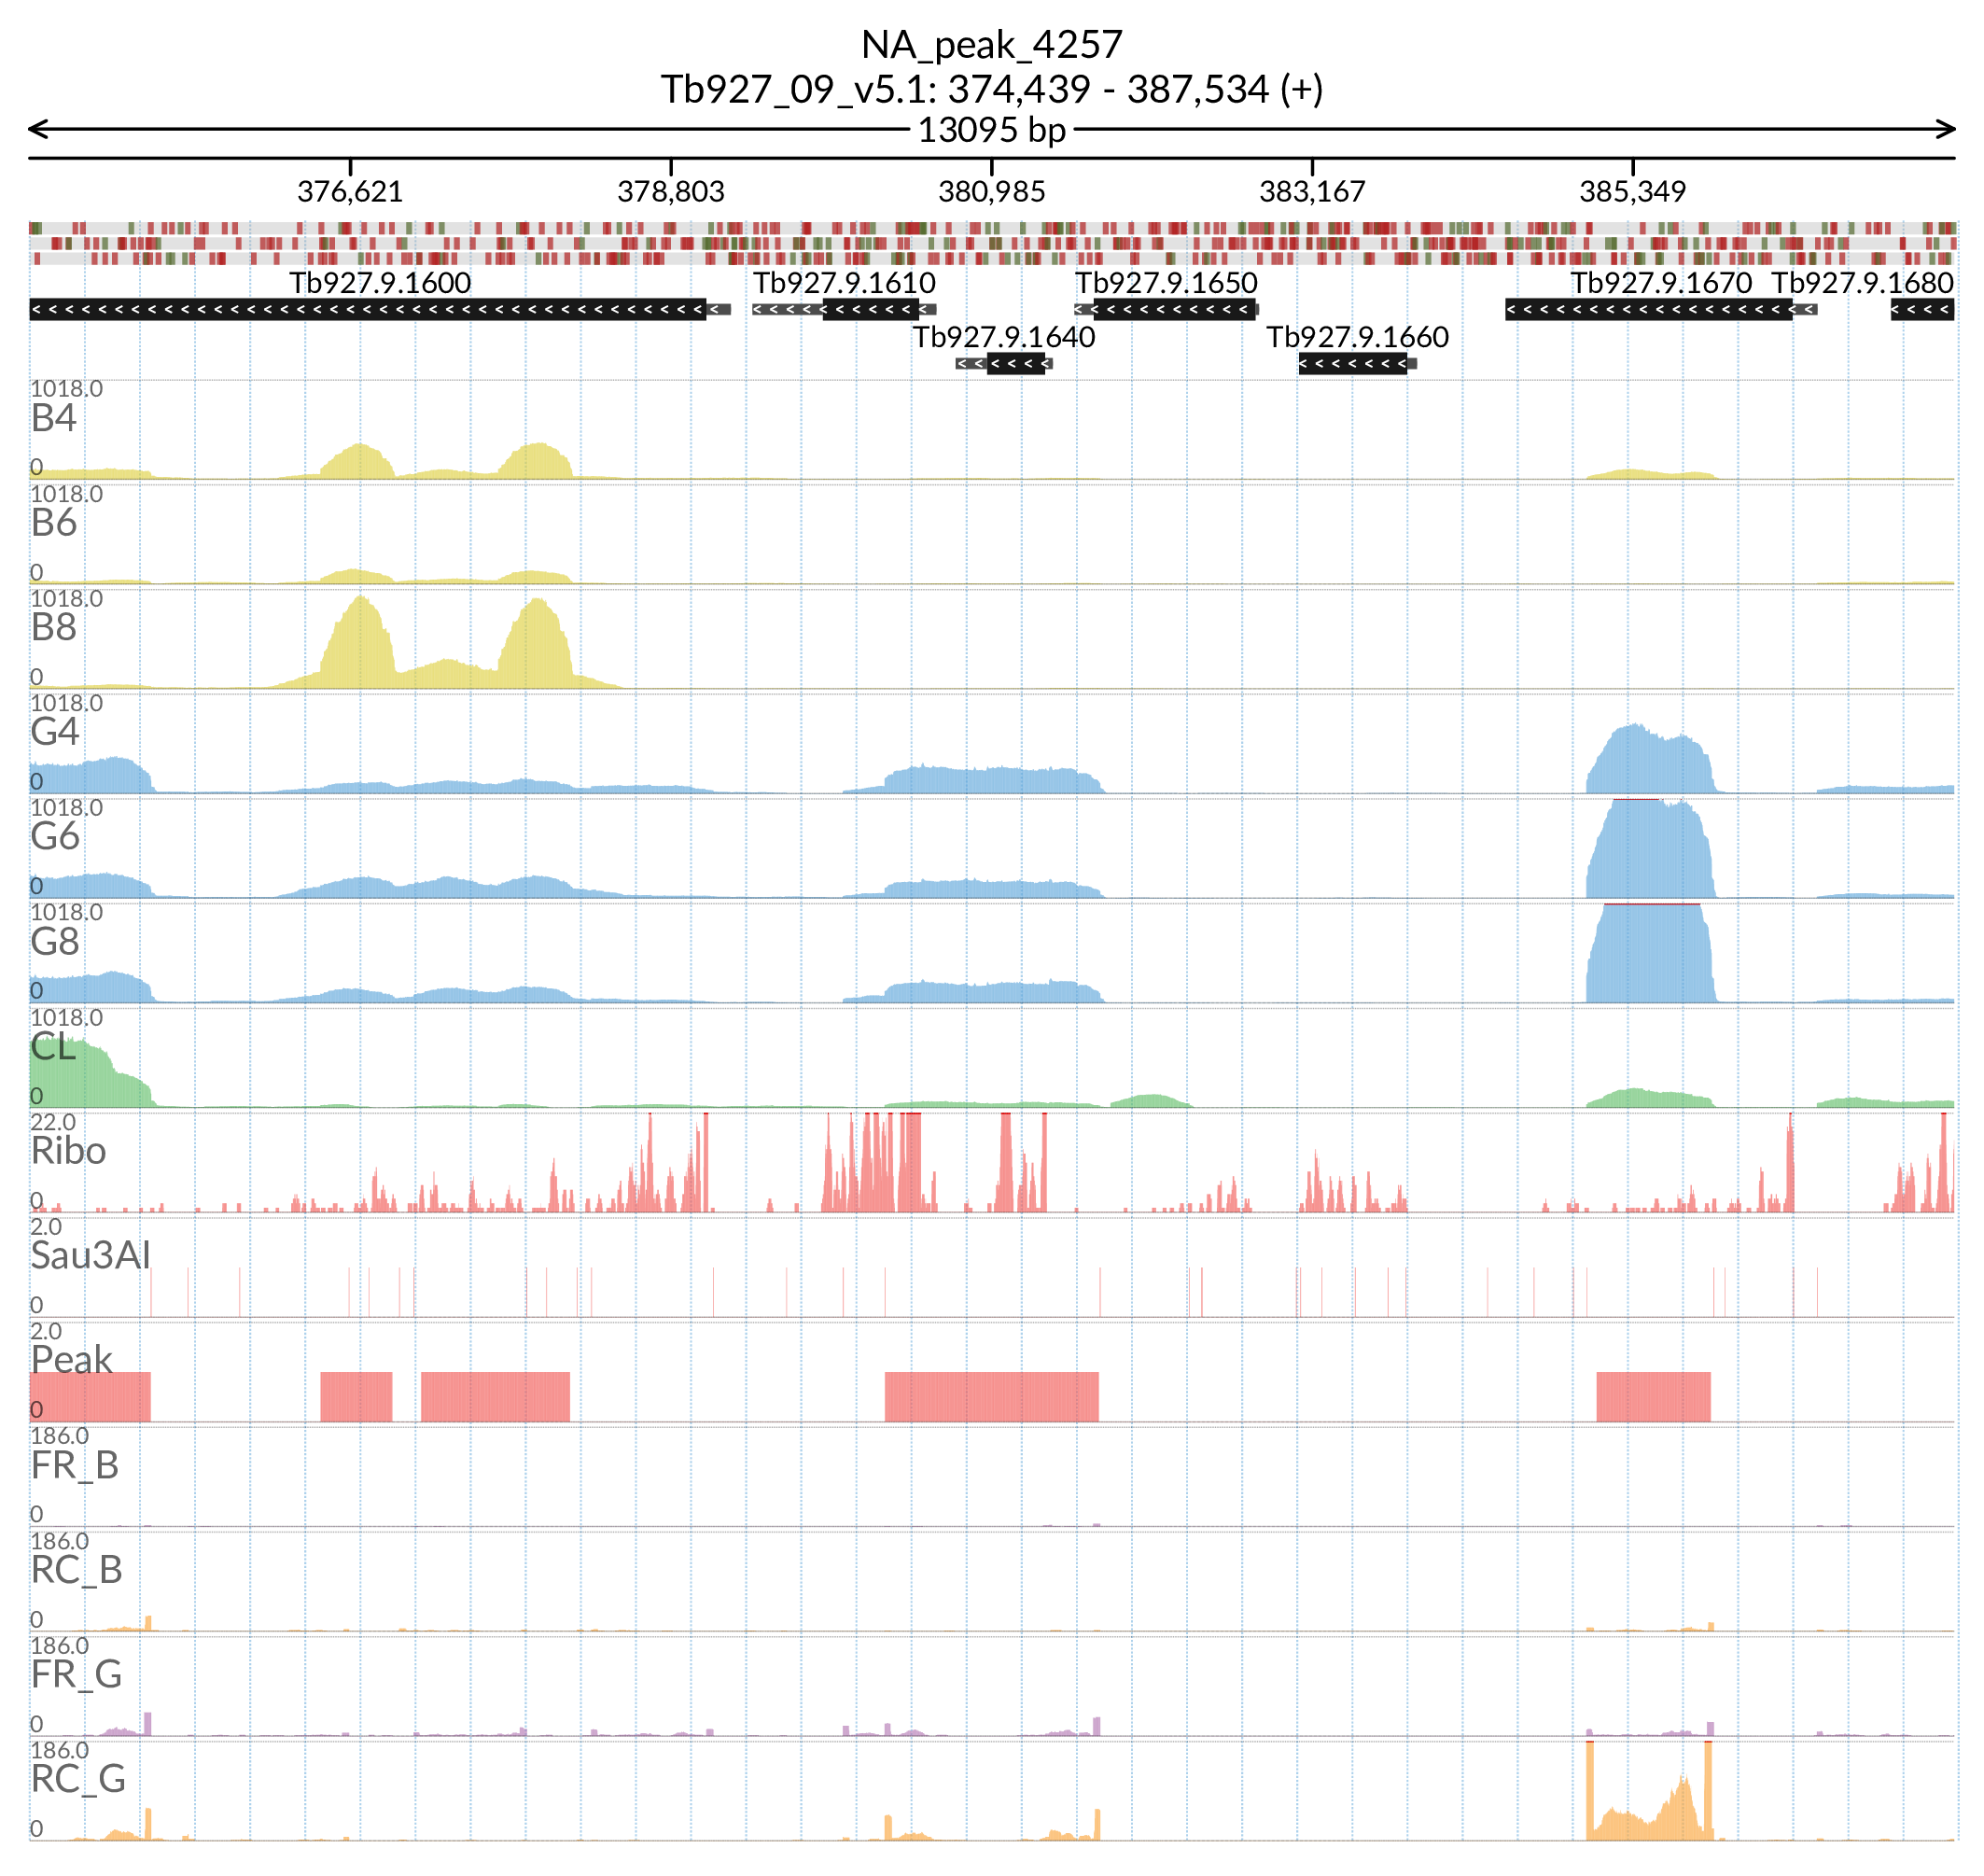 NA_peak_4257
Tb927_09_v5.1: 374,439 - 387,534 (+)
13095 bp
376,621 378,803 380,985 383,167 385,349
Tb927.9.1600 Tb927.9.1610 Tb927.9.1650 Tb927.9.1670 Tb927.9.1680
Tb927.9.1640 Tb927.9.1660
1018.0
B4
0
1018.0
B6
0
1018.0
B8
0
1018.0
G4
0
1018.0
G6
0
1018.0
G8
0
1018.0
CL
0
22.0
Ribo
0
2.0
Sau3AI
0
2.0
Peak
0
186.0
FR_B
0
186.0
RC_B
0
186.0
FR_G
0
186.0
RC_G
0